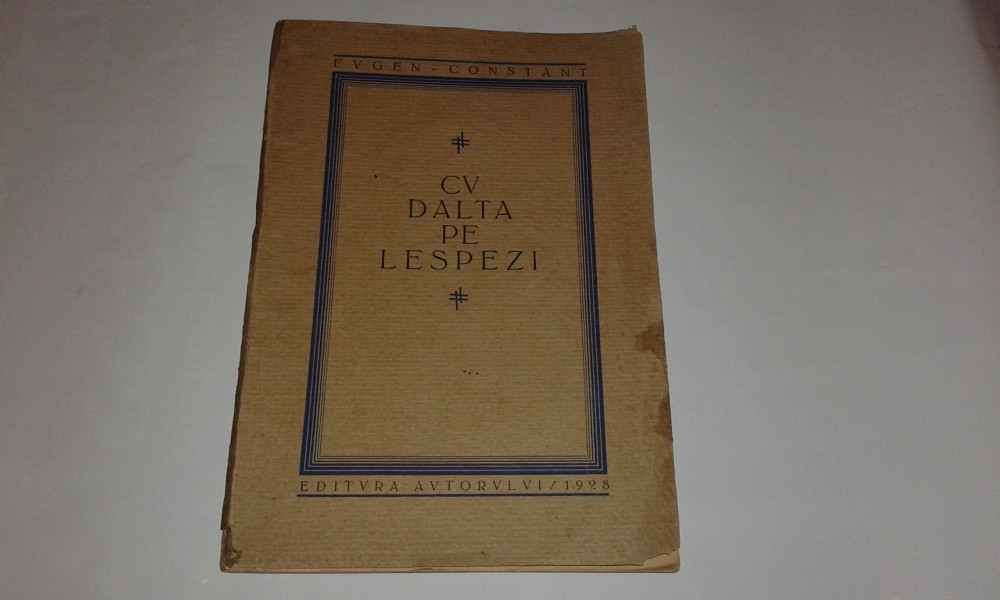 EVGEN-CONSTANT
CV
DALTA
PE
LESPEZI
EDITVRA AVTORVLVI/1928